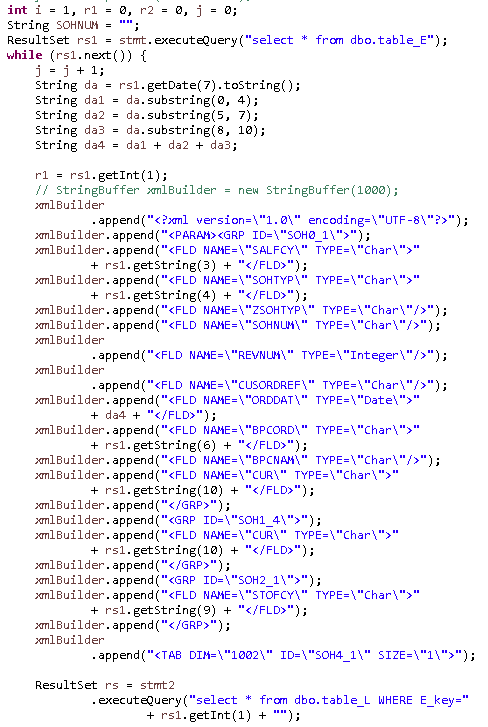 int i = 1, r1 = 0, r2 = 0, j = 0;
String SOHNUM = "";
ResultSet rs1 = stmt.executeQuery("select * from dbo.table_E");
while (rs1.next()) {
j = j + 1;
String da = rs1.getDate(7).toString();
String da1 = da.substring(0, 4);
String da2 = da.substring(5, 7);
String da3 = da.substring(8, 10);
String da4 = da1 + da2 + da3;
r1 = rs1.getInt(1);
// StringBuffer xmlBuilder = new StringBuffer(1000);
xmlBuilder
.append("<?xml version=\"1.0\" encoding=\"UTF-8\"?>");
xmlBuilder.append("<PARAM><GRP ID=\"SOH0_1\">");
xmlBuilder.append("<FLD NAME=\"SALFCY\" TYPE=\"Char\">"
+ rs1.getString(3) + "</FLD>");
xmlBuilder.append("<FLD NAME=\"SOHTYP\" TYPE=\"Char\">"
+ rs1.getString(4) + "</FLD>");
xmlBuilder.append("<FLD NAME=\"ZSOHTYP\" TYPE=\"Char\"/>");
xmlBuilder.append("<FLD NAME=\"SOHNUM\" TYPE=\"Char\"/>");
xmlBuilder
.append("<FLD NAME=\"REVNUM\" TYPE=\"Integer\"/>");
xmlBuilder
.append("<FLD NAME=\"CUSORDREF\" TYPE=\"Char\"/>");
xmlBuilder.append("<FLD NAME=\"ORDDAT\" TYPE=\"Date\">"
+ da4 + "</FLD>");
xmlBuilder.append("<FLD NAME=\"BPCORD\" TYPE=\"Char\">"
+ rs1.getString(6) + "</FLD>");
xmlBuilder.append("<FLD NAME=\"BPCNAM\" TYPE=\"Char\"/>");
xmlBuilder.append("<FLD NAME=\"CUR\" TYPE=\"Char\">"
+ rs1.getString(10) + "</FLD>");
xmlBuilder.append("</GRP>");
xmlBuilder.append("<GRP ID=\"SOH1_4\">");
xmlBuilder.append("<FLD NAME=\"CUR\" TYPE=\"Char\">"
+ rs1.getString(10) + "</FLD>");
xmlBuilder.append("</GRP>");
xmlBuilder.append("<GRP ID=\"SOH2_1\">");
xmlBuilder.append("<FLD NAME=\"STOFCY\" TYPE=\"Char\">"
+ rs1.getString(9) + "</FLD>");
xmlBuilder.append("</GRP>");
xmlBuilder
.append("<TAB DIM=\"1002\" ID=\"SOH4_1\" SIZE=\"1\">");
ResultSet rs = stmt2
.executeQuery("select * from dbo.table_L WHERE E_key="
+ rs1.getInt(1) + "");